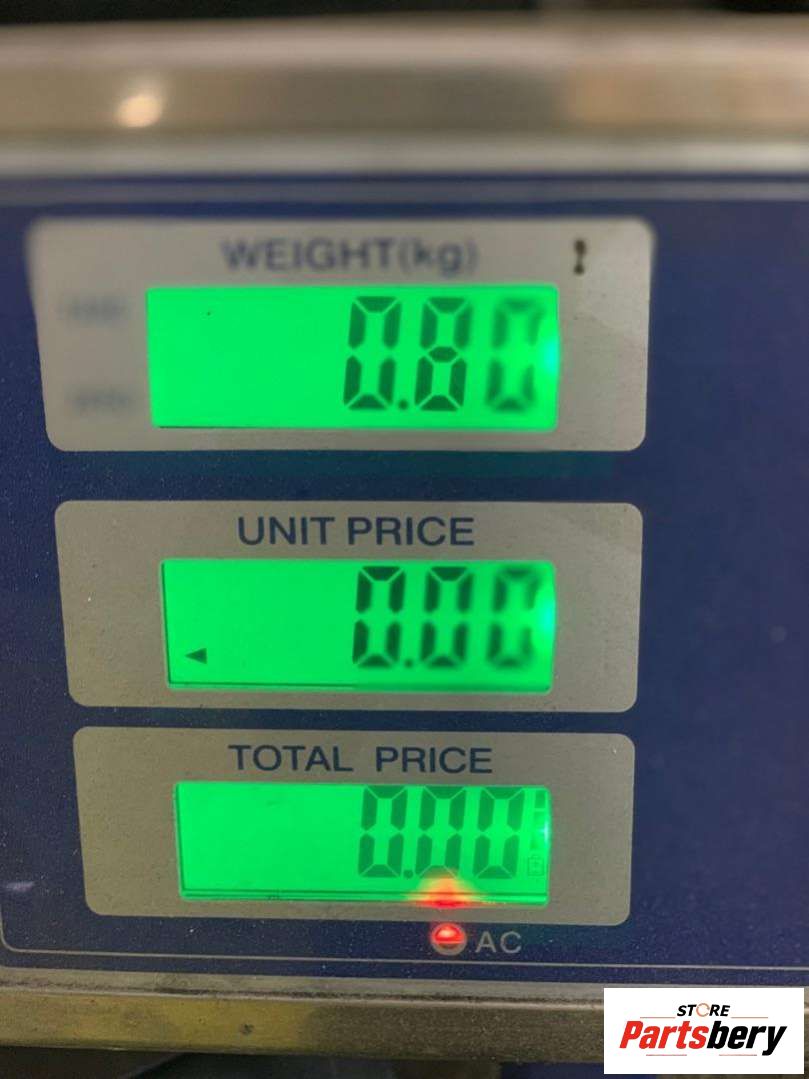 WEIGHT(kg)
0.80
UNIT PRICE
0.00
TOTAL PRICE
0.00
AC
STORE
Partsbery